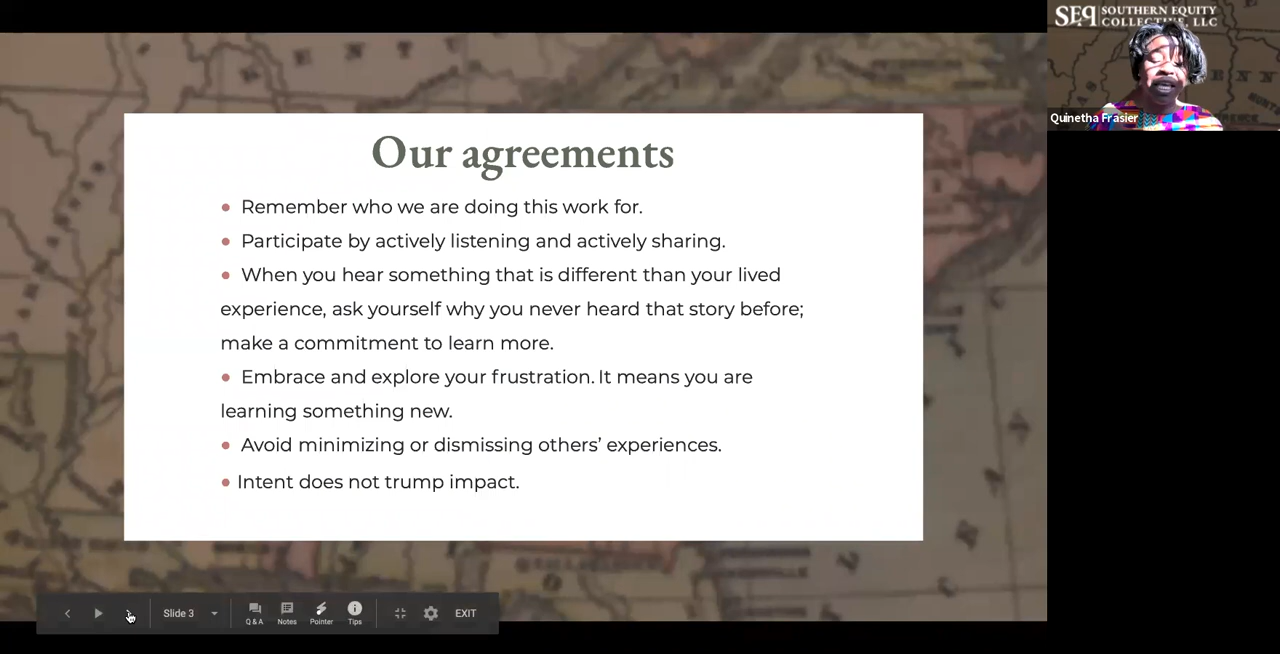 SEQ SOUTHERN EQUITY
COLLECTIVE, LLC
Quinetha Frasier
Our agreements
• Remember who we are doing this work for.
• Participate by actively listening and actively sharing.
• When you hear something that is different than your lived
experience, ask yourself why you never heard that story before;
make a commitment to learn more.
• Embrace and explore your frustration. It means you are
learning something new.
• Avoid minimizing or dismissing others’ experiences.
• Intent does not trump impact.
Slide 3
Q & A
Notes
Pointer
Tips
EXIT